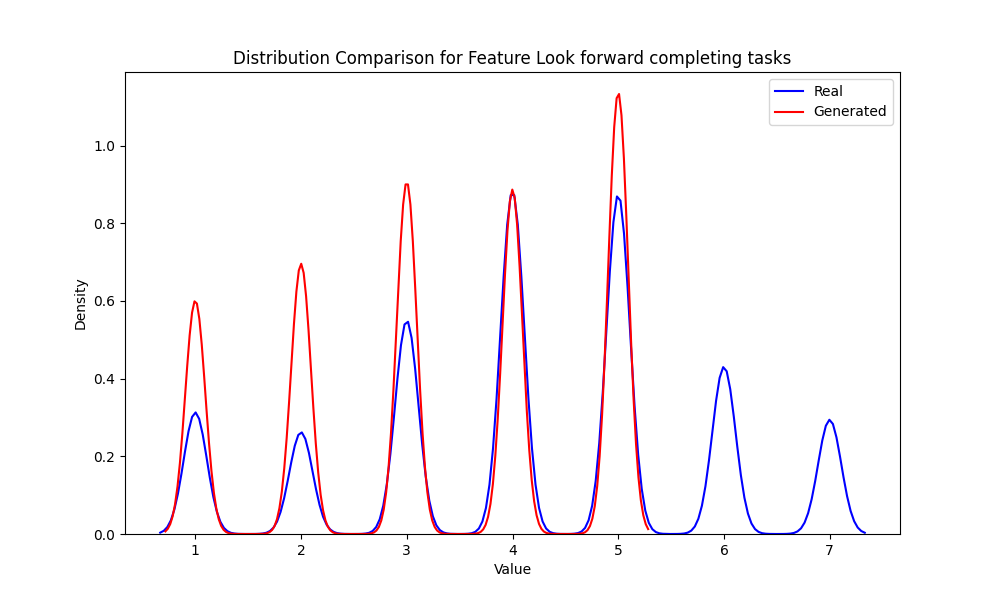 Distribution Comparison for Feature Look forward completing tasks
Real
Generated
1.0
0.8
0.6
0.4
0.2
0.0
Density
1 2 3 4 5 6 7
Value